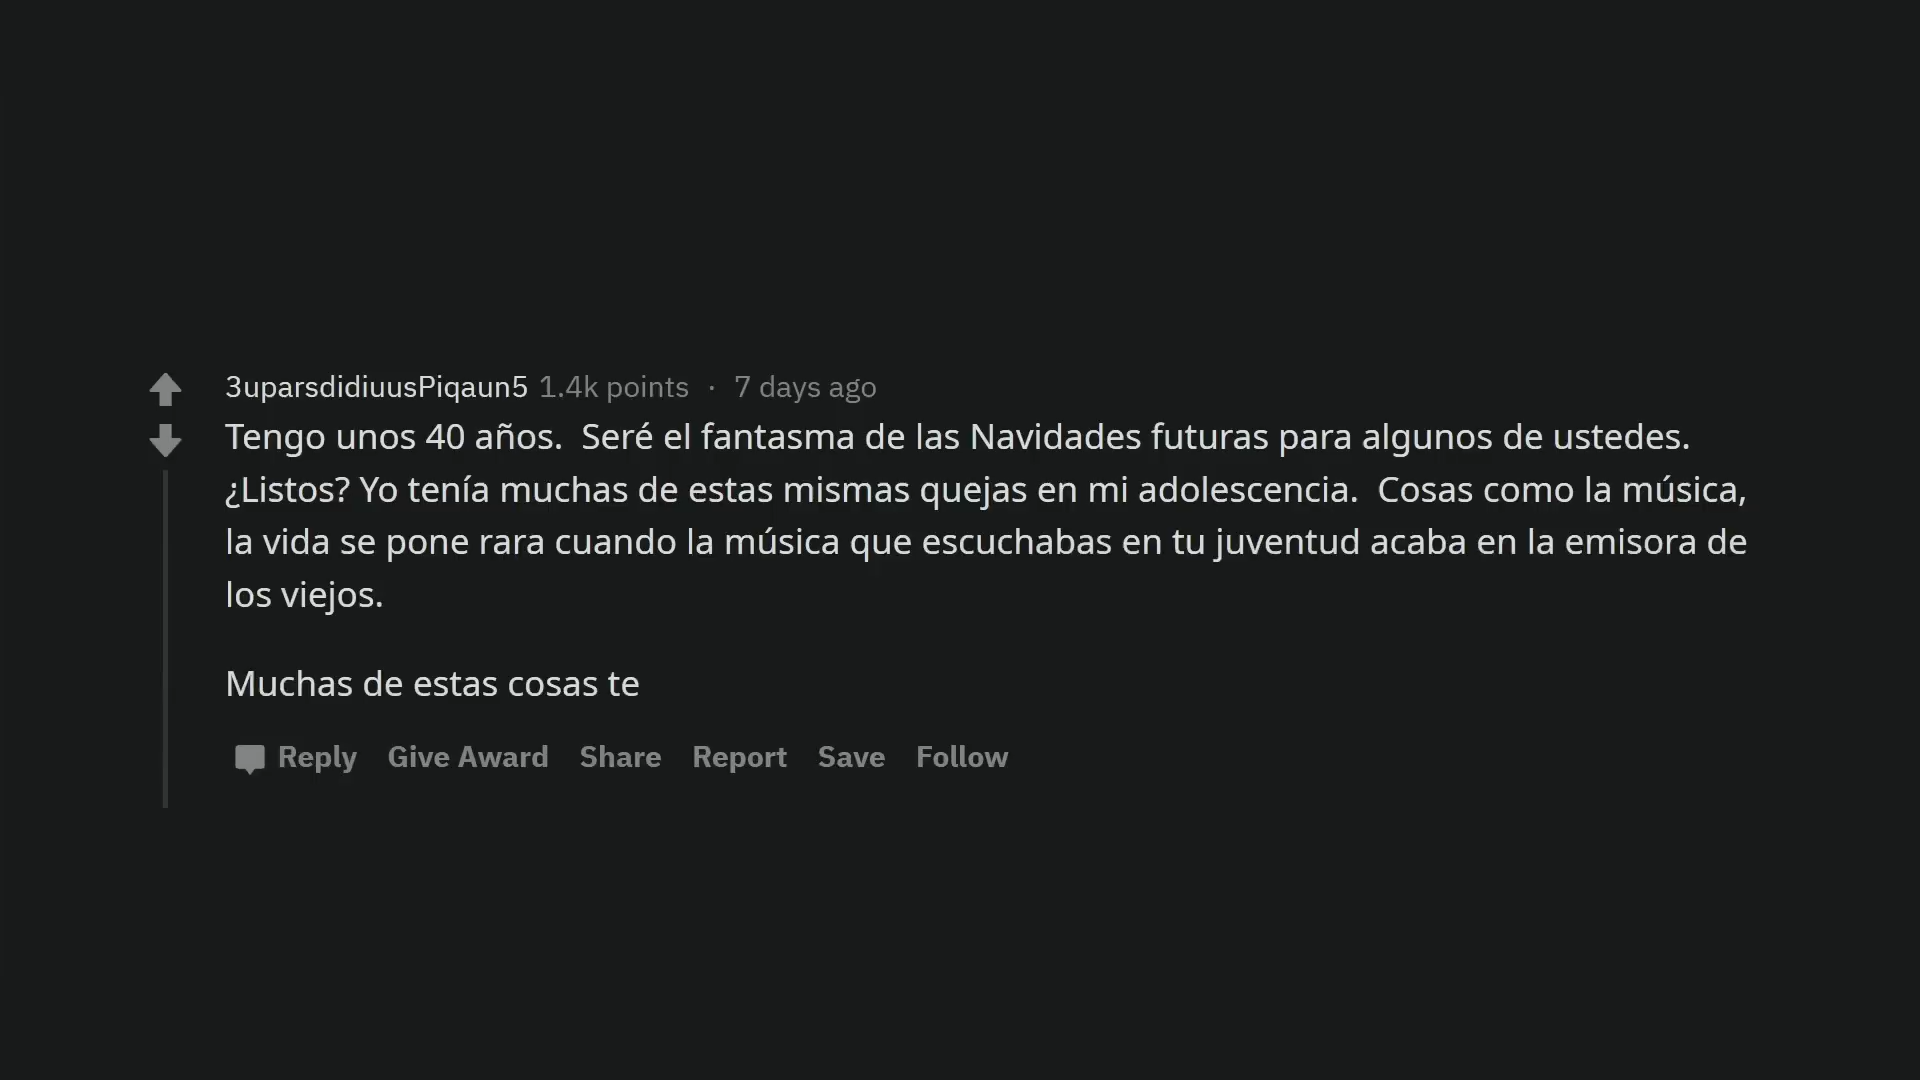 3uparsdidiuusPiqaun5 1.4k points · 7 days ago
Tengo unos 40 años.  Seré el fantasma de las Navidades futuras para algunos de ustedes.
¿Listos? Yo tenía muchas de estas mismas quejas en mi adolescencia.  Cosas como la música,
la vida se pone rara cuando la música que escuchabas en tu juventud acaba en la emisora de
los viejos.
Muchas de estas cosas te
Reply Give Award Share Report Save Follow